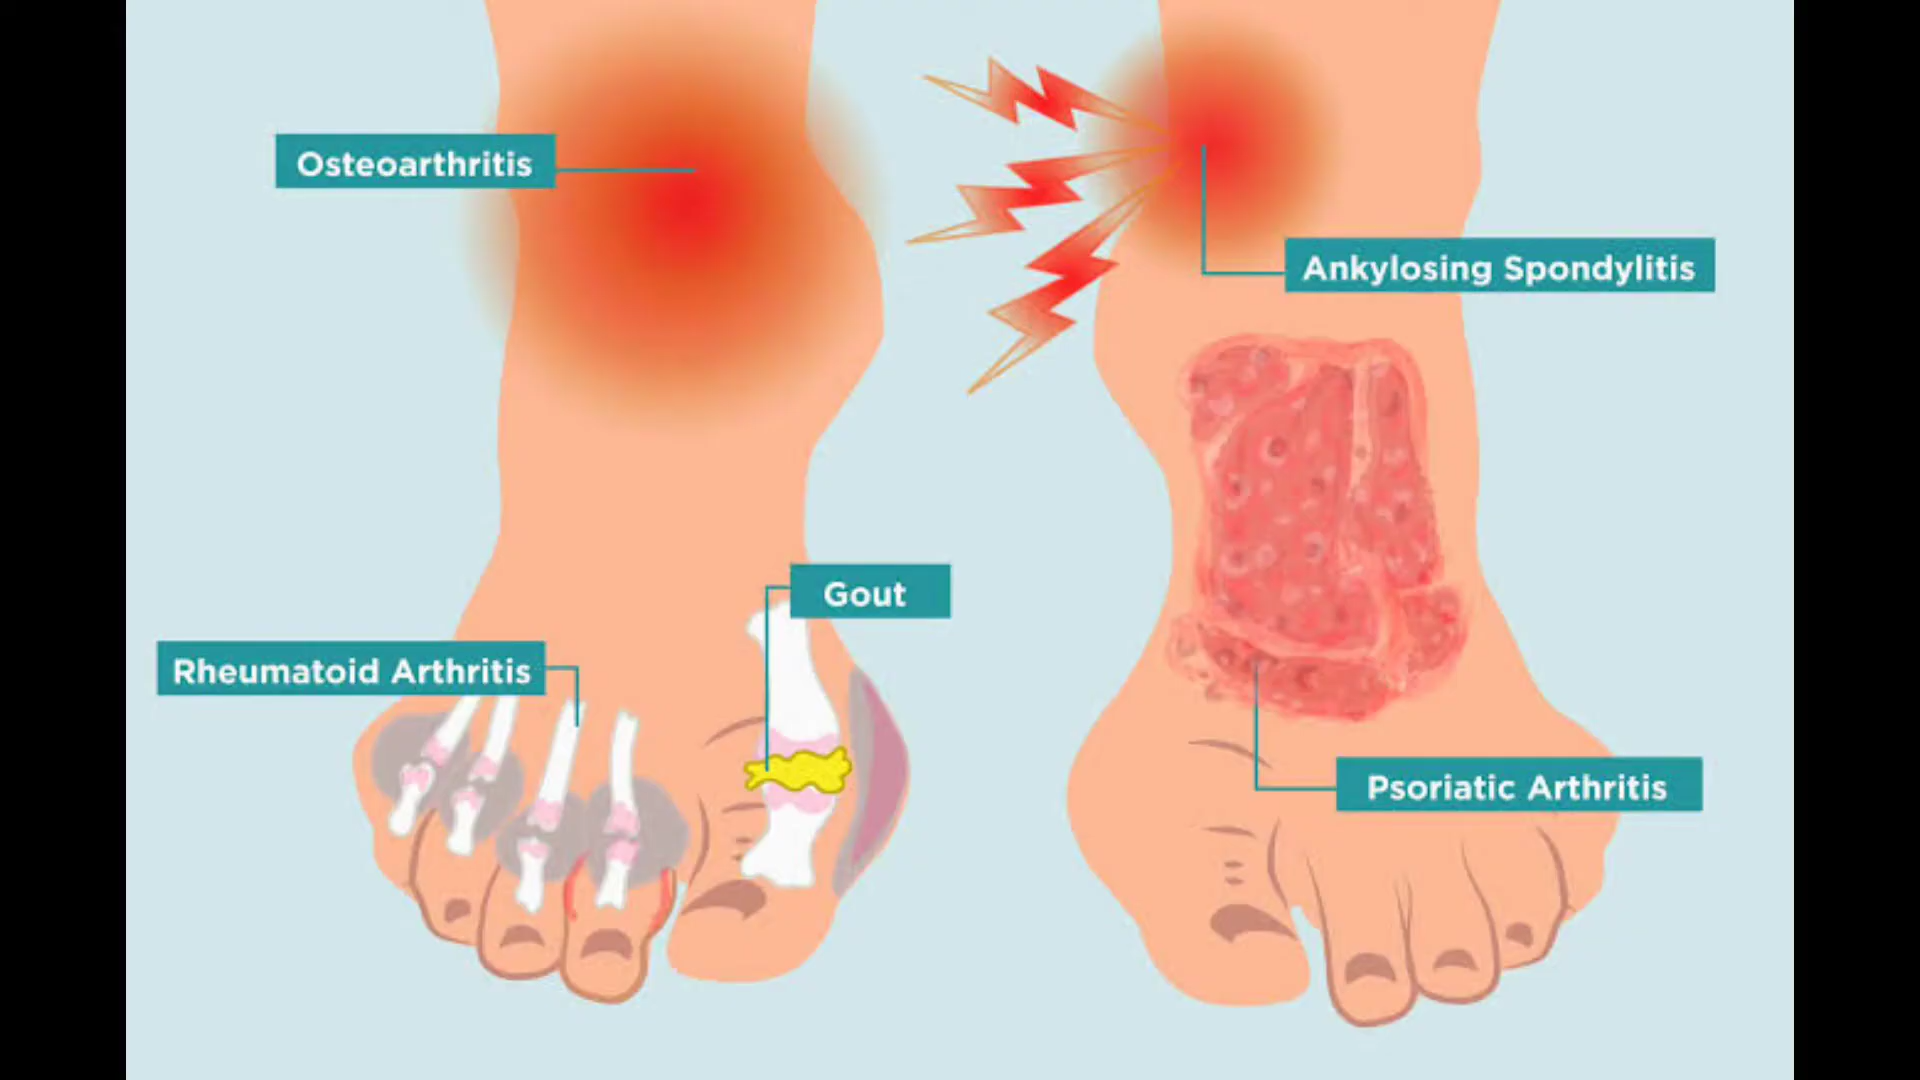 Osteoarthritis
Ankylosing Spondylitis
Gout
Rheumatoid Arthritis
Psoriatic Arthritis